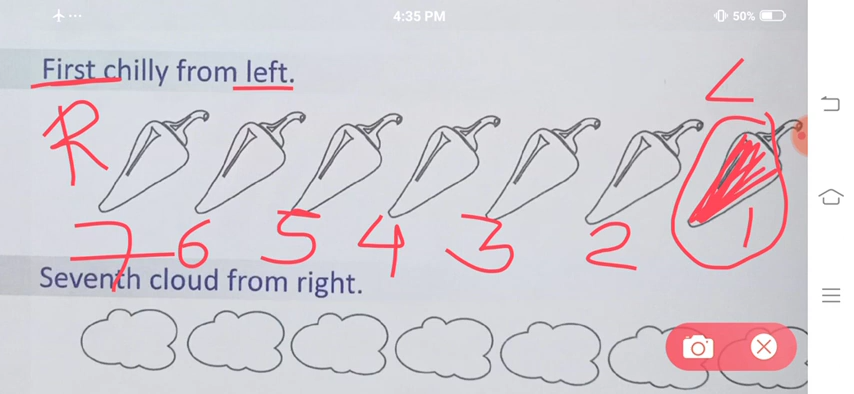 4:35 PM
50%
First chilly from left.
R L
7 6 5 4 3 2 1
Seventh cloud from right.